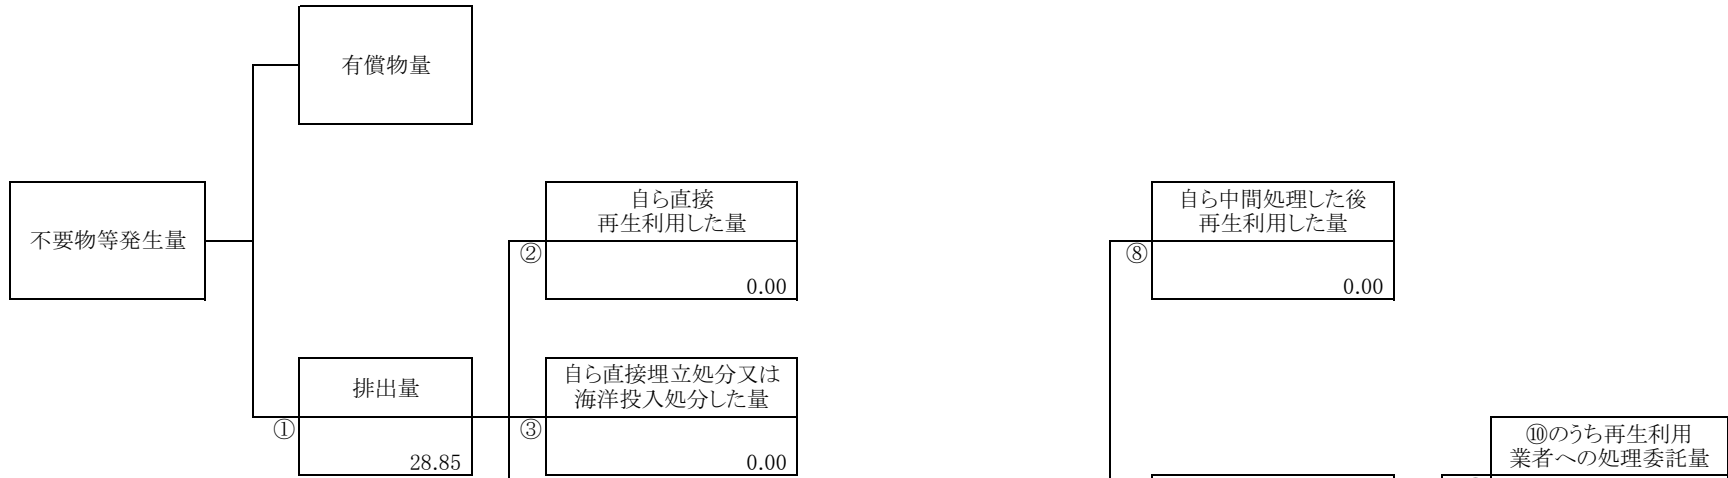 有償物量
不要物等発生量
自ら直接
再生利用した量
②
0.00
自ら中間処理した後
再生利用した量
⑧
0.00
排出量
①
28.85
自ら直接埋立処分又は
海洋投入処分した量
③
0.00
⑩のうち再生利用
業者への処理委託量